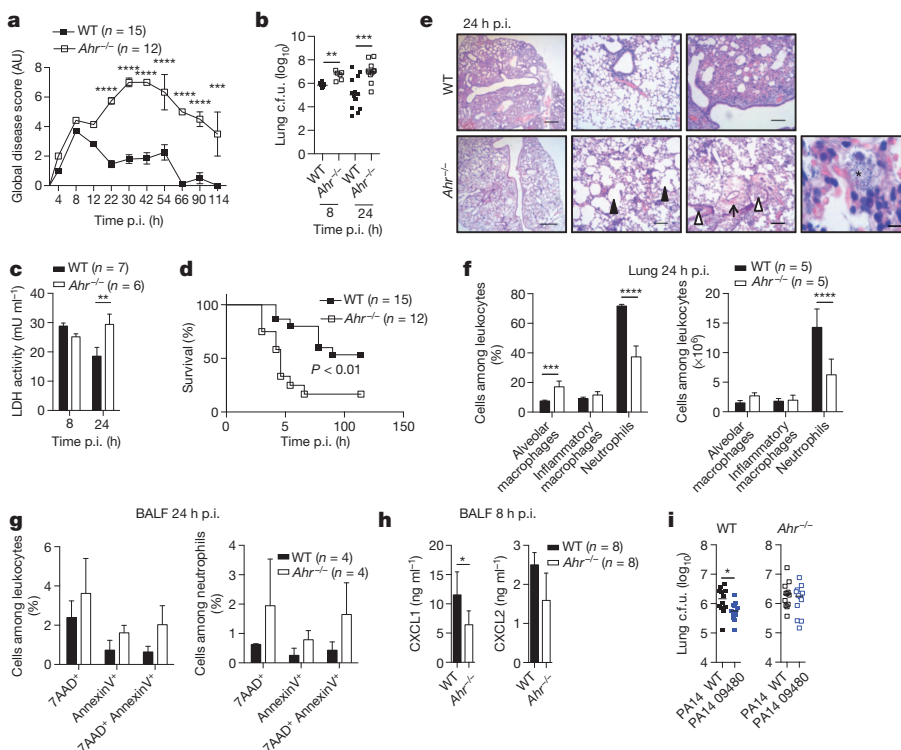 a
WT (n = 15)
Ahr−/− (n = 12)
Global disease score (AU)
8
6
4
2
0
****
****
****
****
****
****
***
4 8 12 22 30 42 54 66 90 114
Time p.i. (h)
b
Lung c.f.u. (log10)
10
8
6
4
2
0
**
***
WT
Ahr−/−
WT
Ahr−/−
8 24
Time p.i. (h)
e
24 h p.i.
WT
Ahr−/−
*
c
WT (n = 7)
Ahr−/− (n = 6)
LDH activity (mU ml−1)
40
30
20
10
0
**
8 24
Time p.i. (h)
d
Survival (%)
100
50
0
WT (n = 15)
Ahr−/− (n = 12)
P < 0.01
0 50 100 150
Time p.i. (h)
f
Lung 24 h p.i.
WT (n = 5)
Ahr−/− (n = 5)
Cells among leukocytes
(%)
80
60
40
20
0
***
****
Alveolar
macrophages
Inflammatory
macrophages
Neutrophils
WT (n = 5)
Ahr−/− (n = 5)
Cells among leukocytes
(×10⁶)
20
15
10
5
0
****
Alveolar
macrophages
Inflammatory
macrophages
Neutrophils
g
BALF 24 h p.i.
Cells among leukocytes
(%)
6
4
2
0
7AAD+
AnnexinV+
7AAD+ AnnexinV+
WT (n = 4)
Ahr−/− (n = 4)
Cells among neutrophils
(%)
4
3
2
1
0
7AAD+
AnnexinV+
7AAD+ AnnexinV+
h
BALF 8 h p.i.
CXCL1 (ng ml−1)
20
15
10
5
0
*
WT
Ahr−/−
WT (n = 8)
Ahr−/− (n = 8)
CXCL2 (ng ml−1)
3
2
1
0
WT
Ahr−/−
i
WT
Lung c.f.u. (log10)
8
7
6
5
4
*
PA14 WT
PA14 09480
Ahr−/−
8
7
6
5
4
PA14 WT
PA14 09480